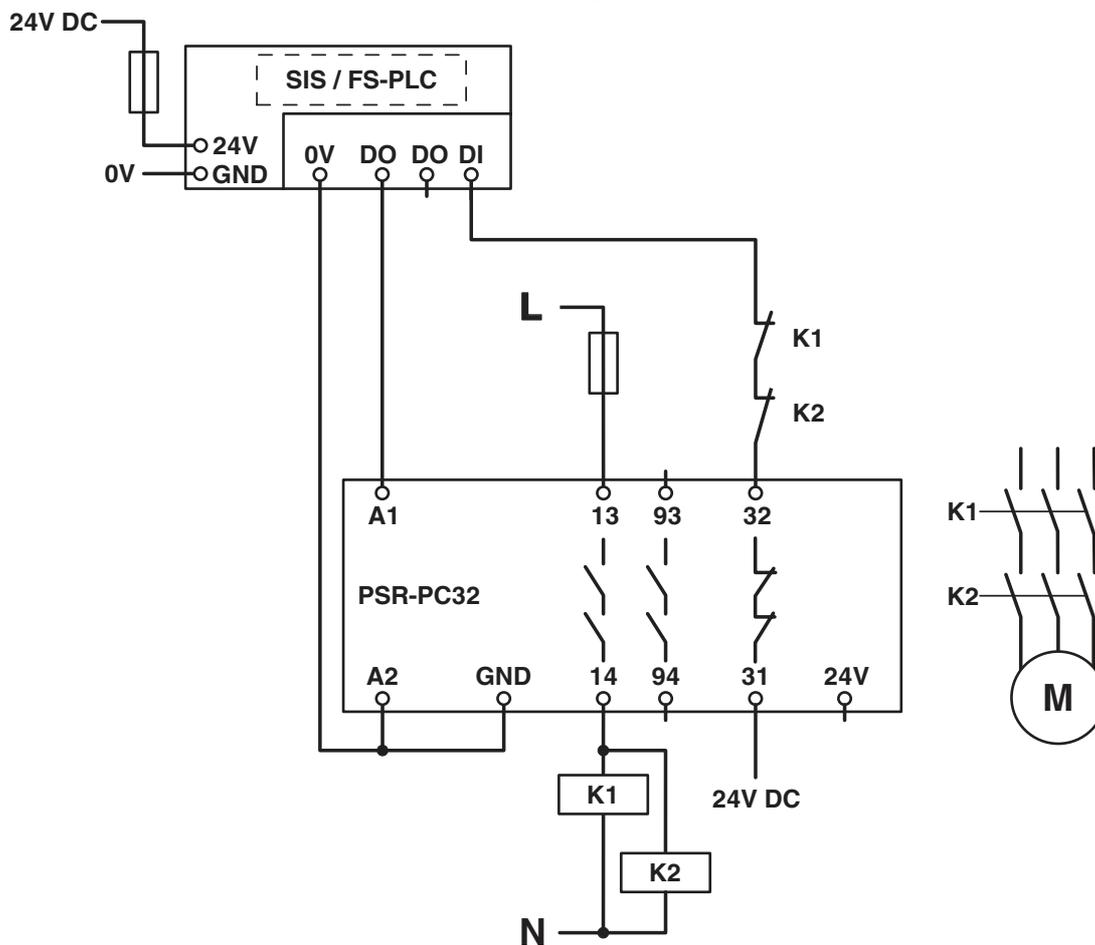 24V DC
SIS / FS-PLC
24V
0V
GND
0V DO DO DI
L
K1
K2
A1 13 93 32
K1
PSR-PC32
K2
A2 GND 14 94 31 24V
M
K1
24V DC
K2
N